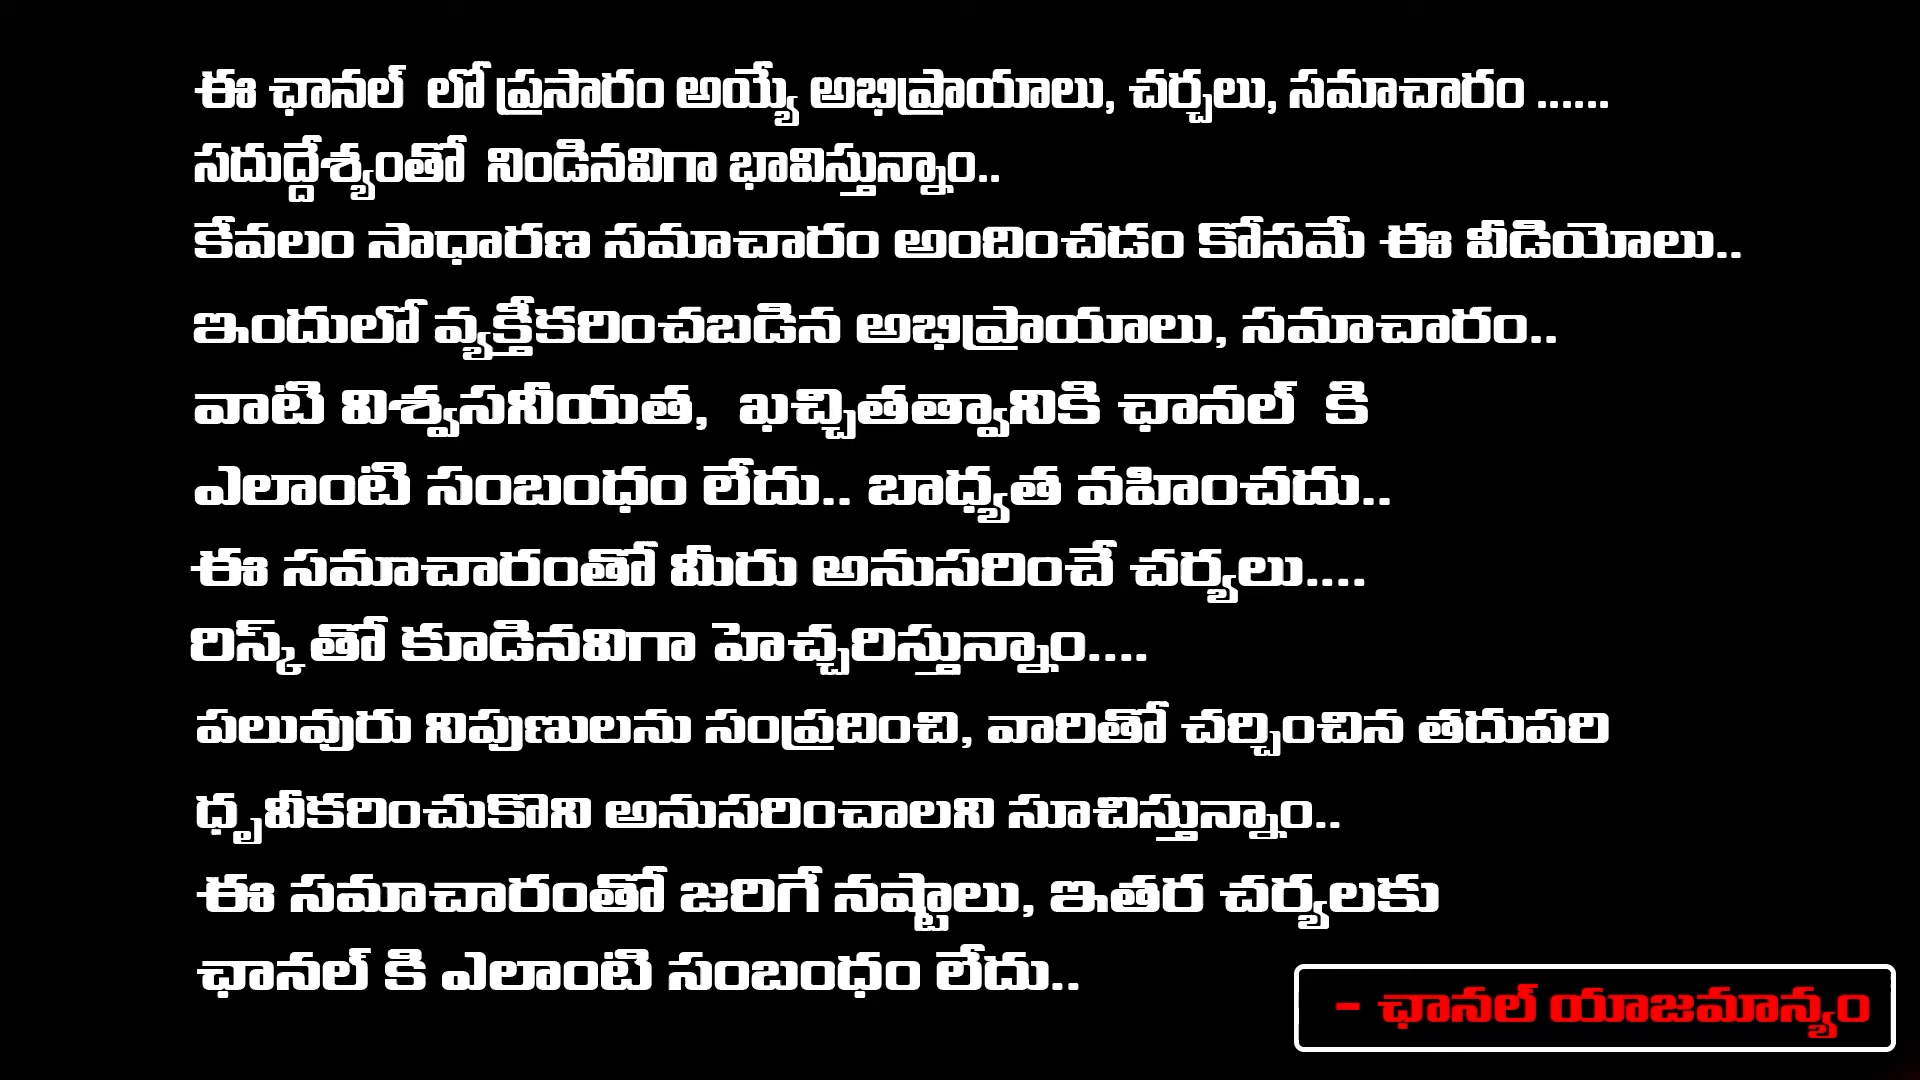 ఈ ఛానల్ లో ప్రసారం అయ్యే అభిప్రాయాలు, చర్చలు, సమాచారం ......
సదుద్దేశ్యంతో నిండినవిగా భావిస్తున్నాం..
కేవలం సాధారణ సమాచారం అందించడం కోసమే ఈ వీడియోలు..
ఇందులో వ్యక్తీకరించబడిన అభిప్రాయాలు, సమాచారం..
వాటి విశ్వసనీయత, ఖచ్చితత్వానికి ఛానల్ కి
ఎలాంటి సంబంధం లేదు.. బాధ్యత వహించదు..
ఈ సమాచారంతో మీరు అనుసరించే చర్యలు....
రిస్క్ తో కూడినవిగా హెచ్చరిస్తున్నాం....
పలువురు నిపుణులను సంప్రదించి, వారితో చర్చించిన తదుపరి
ధృవీకరించుకొని అనుసరించాలని సూచిస్తున్నాం..
ఈ సమాచారంతో జరిగే నష్టాలు, ఇతర చర్యలకు
ఛానల్ కి ఎలాంటి సంబంధం లేదు..
- ఛానల్ యాజమాన్యం